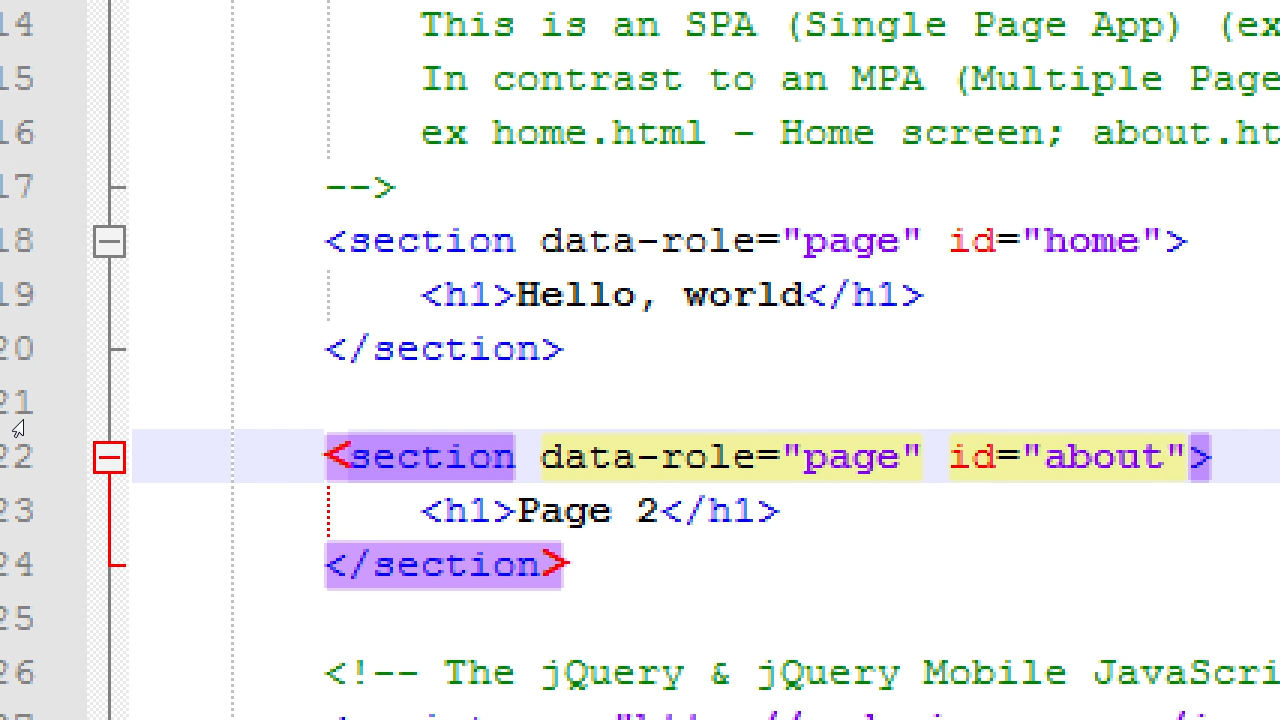 14 This is an SPA (Single Page App) (ex
15 In contrast to an MPA (Multiple Page
16 ex home.html - Home screen; about.ht
17 -->
18 <section data-role="page" id="home">
19 <h1>Hello, world</h1>
20 </section>
21
22 <section data-role="page" id="about">
23 <h1>Page 2</h1>
24 </section>
25
26 <!-- The jQuery & jQuery Mobile JavaScri